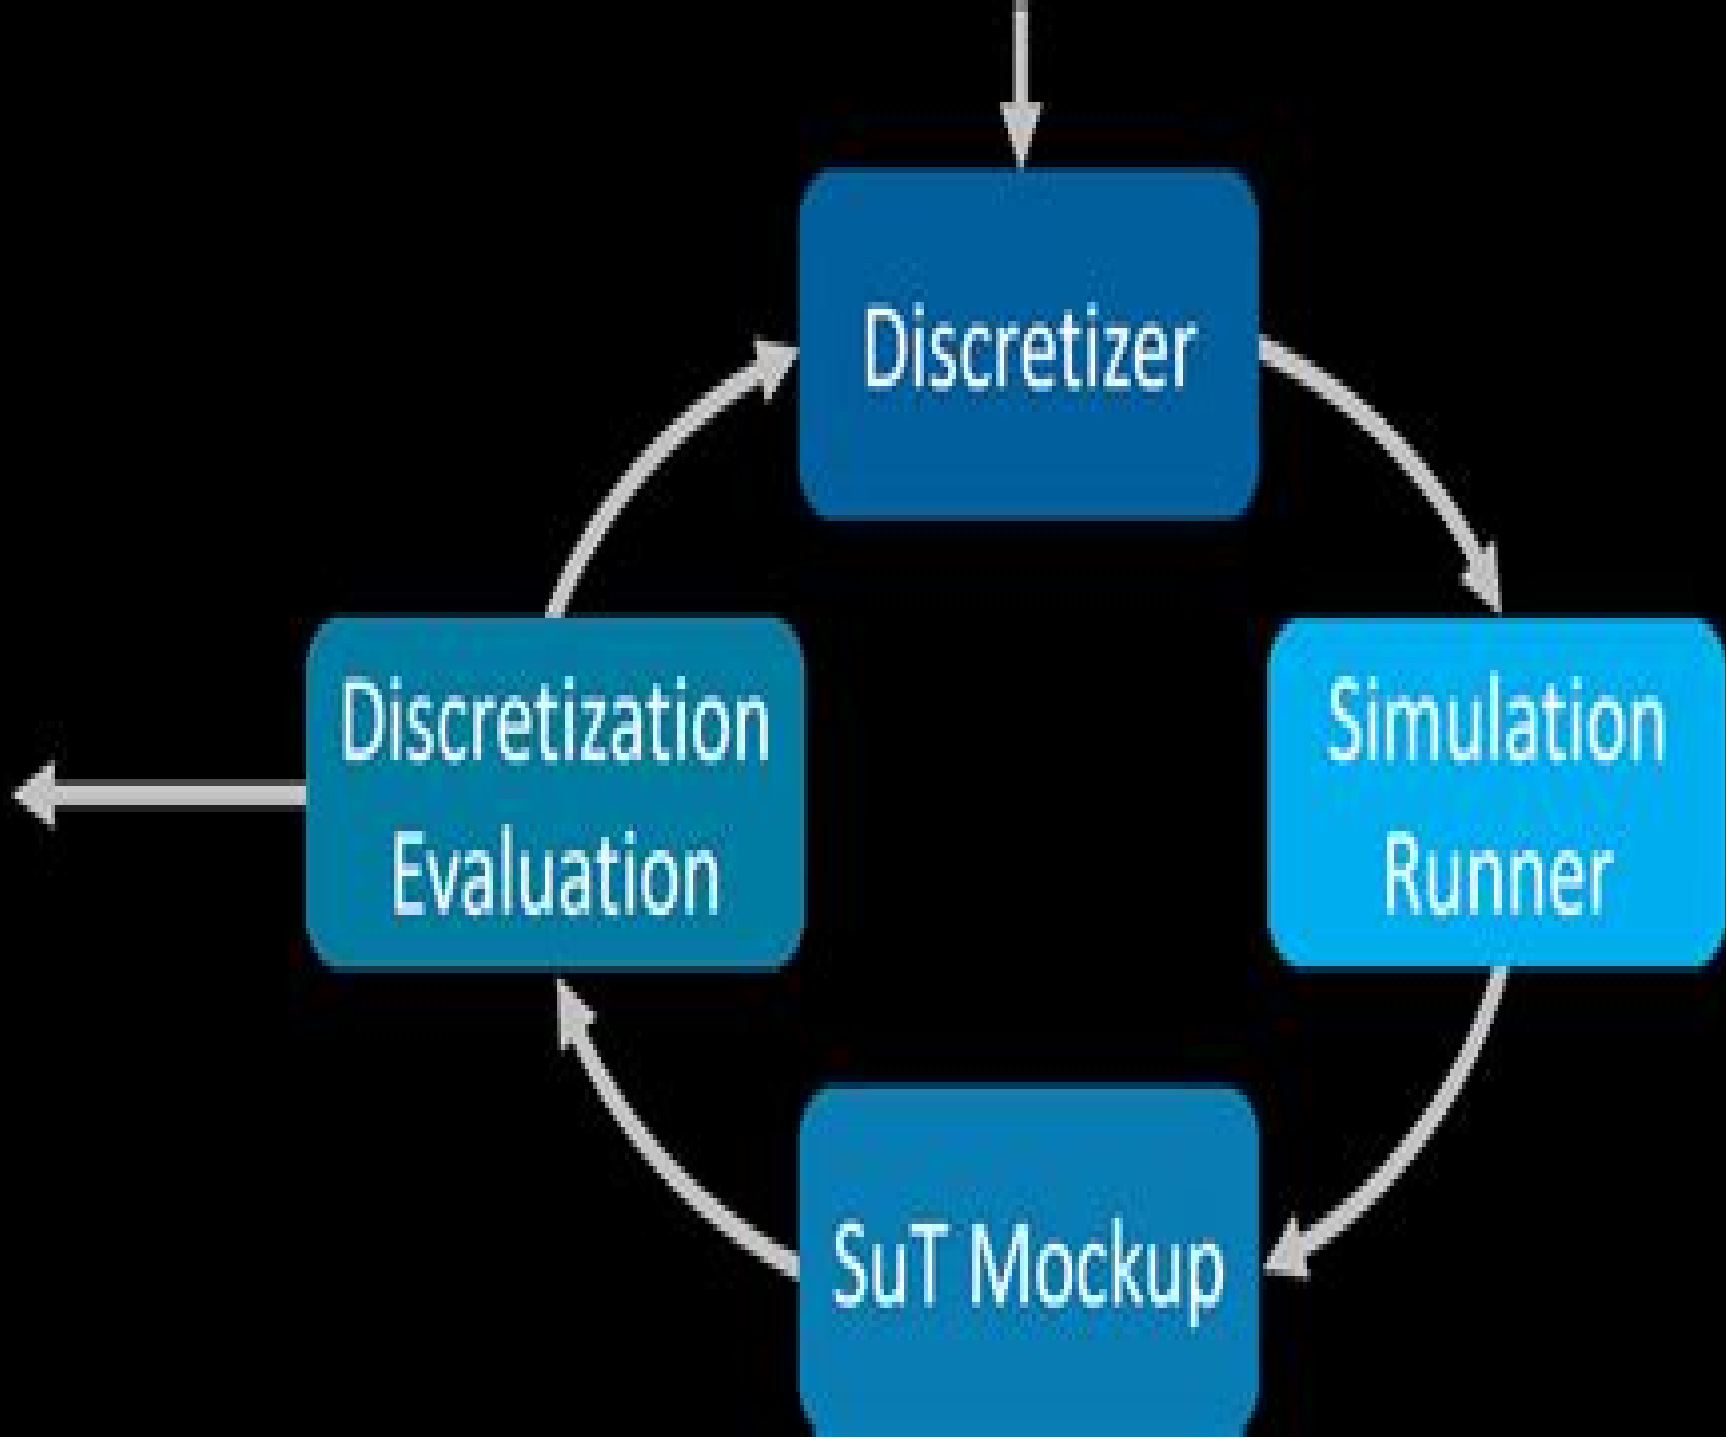 Discretizer
Discretization
Evaluation
Simulation
Runner
SuT Mockup